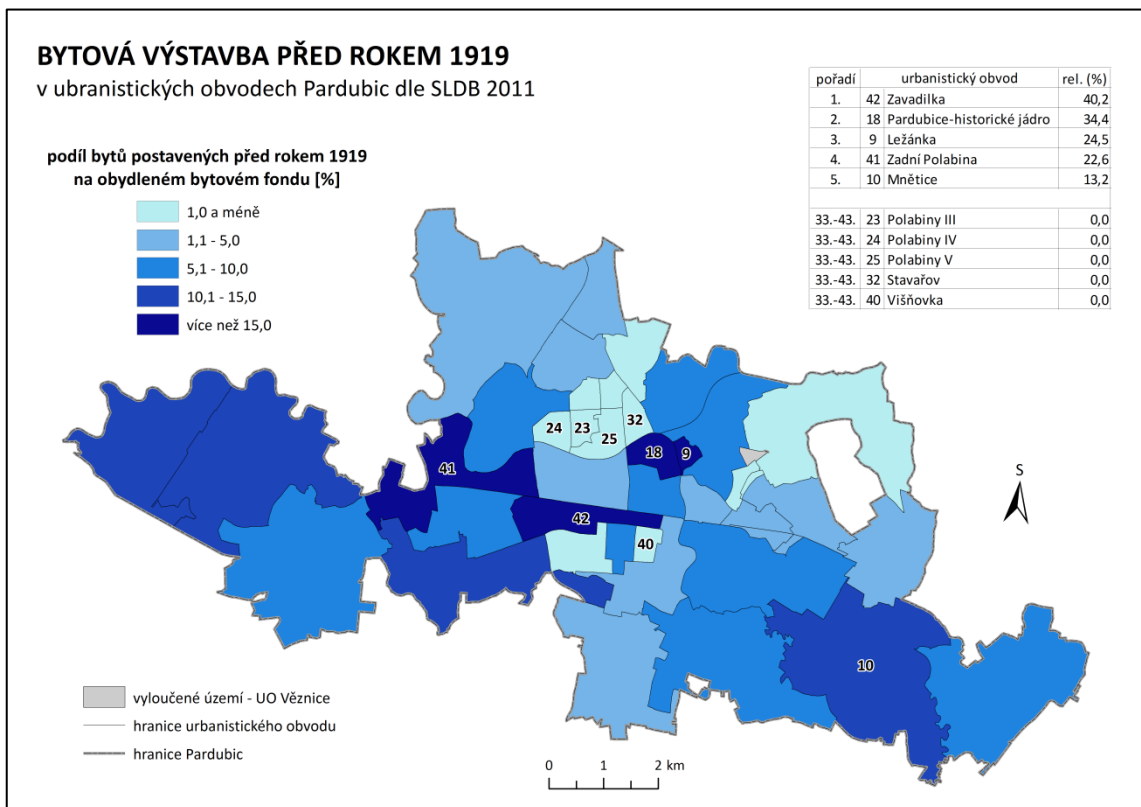 BYTOVÁ VÝSTAVBA PŘED ROKEM 1919
v ubranistických obvodech Pardubic dle SLDB 2011
pořadí urbanistický obvod rel. (%)
1. 42 Zavadilka 40,2
2. 18 Pardubice-historické jádro 34,4
3. 9 Ležánka 24,5
4. 41 Zadní Polabina 22,6
5. 10 Mnětice 13,2
33.-43. 23 Polabiny III 0,0
33.-43. 24 Polabiny IV 0,0
33.-43. 25 Polabiny V 0,0
33.-43. 32 Stavařov 0,0
33.-43. 40 Višňovka 0,0
podíl bytů postavených před rokem 1919
na obydleném bytovém fondu [%]
1,0 a méně
1,1 - 5,0
5,1 - 10,0
10,1 - 15,0
více než 15,0
24 23 32
25
41 18 9
42
40
10
S
vyloučené území - UO Věznice
hranice urbanistického obvodu
hranice Pardubic
0 1 2 km